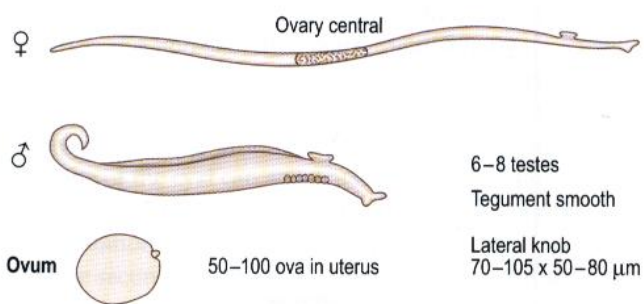 ♀ Ovary central
♂
6–8 testes
Tegument smooth
Ovum 50–100 ova in uterus
Lateral knob
70–105 x 50–80 μm